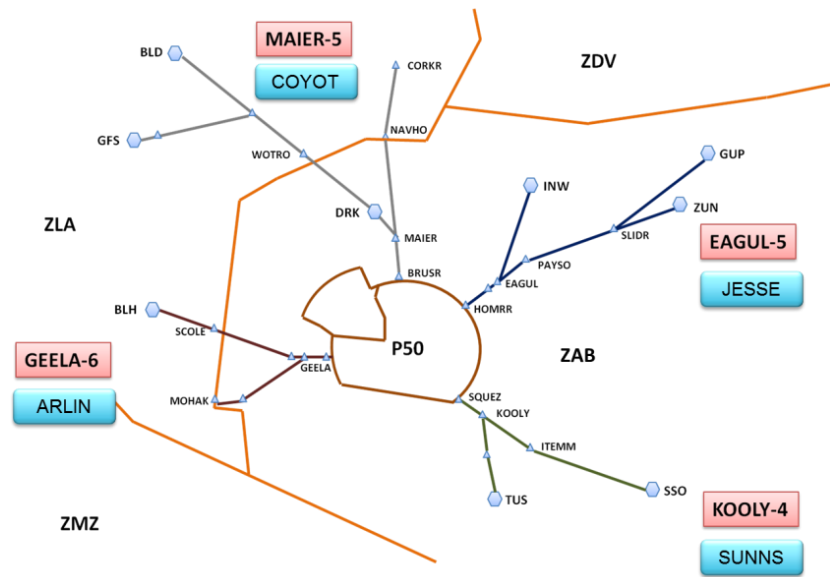 MAIER-5
ZDV
BLD
CORKR
COYOT
NAVHO
GFS
WOTRO
GUP
INW
ZUN
DRK
ZLA
MAIER
SLIDR
EAGUL-5
PAYSO
BRUSR
EAGUL
JESSE
HOMRR
BLH
SCOLE
P50
ZAB
GEELA-6
GEELA
ARLIN
MOHAK
SQUEZ
KOOLY
ITEMM
SSO
TUS
KOOLY-4
ZMZ
SUNNS